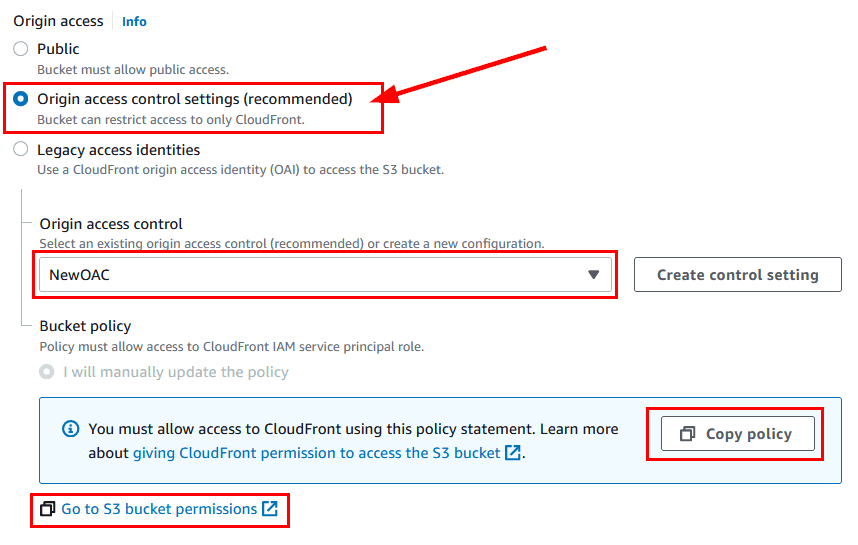 Origin access Info
Public
Bucket must allow public access.
Origin access control settings (recommended)
Bucket can restrict access to only CloudFront.
Legacy access identities
Use a CloudFront origin access identity (OAI) to access the S3 bucket.
Origin access control
Select an existing origin access control (recommended) or create a new configuration.
NewOAC
Create control setting
Bucket policy
Policy must allow access to CloudFront IAM service principal role.
I will manually update the policy
You must allow access to CloudFront using this policy statement. Learn more
about giving CloudFront permission to access the S3 bucket.
Copy policy
Go to S3 bucket permissions